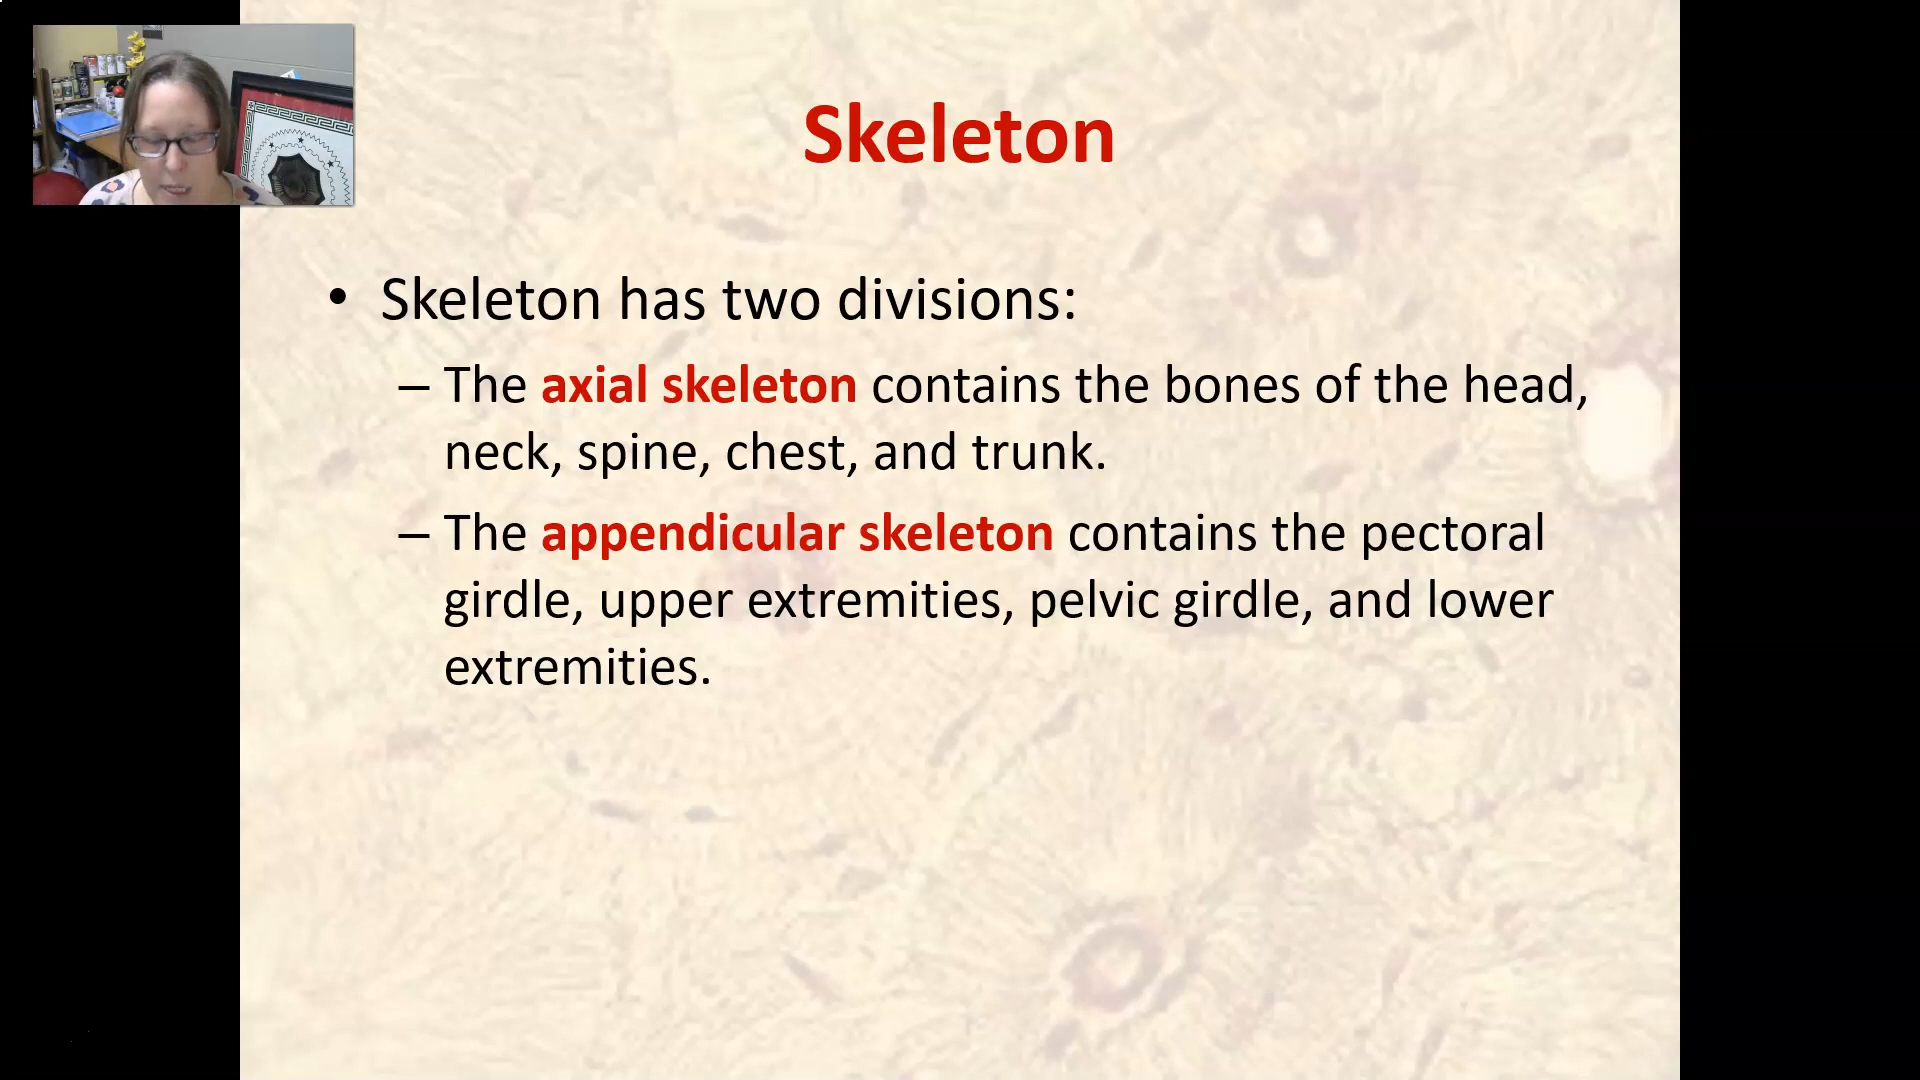 Skeleton
• Skeleton has two divisions:
– The axial skeleton contains the bones of the head,
neck, spine, chest, and trunk.
– The appendicular skeleton contains the pectoral
girdle, upper extremities, pelvic girdle, and lower
extremities.